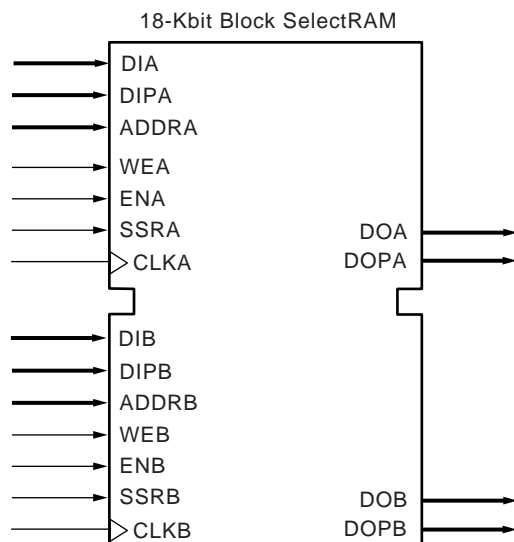 18-Kbit Block SelectRAM
DIA
DIPA
ADDRA
WEA
ENA
SSRA
DOA
CLKA
DOPA
DIB
DIPB
ADDRB
WEB
ENB
SSRB
DOB
CLKB
DOPB